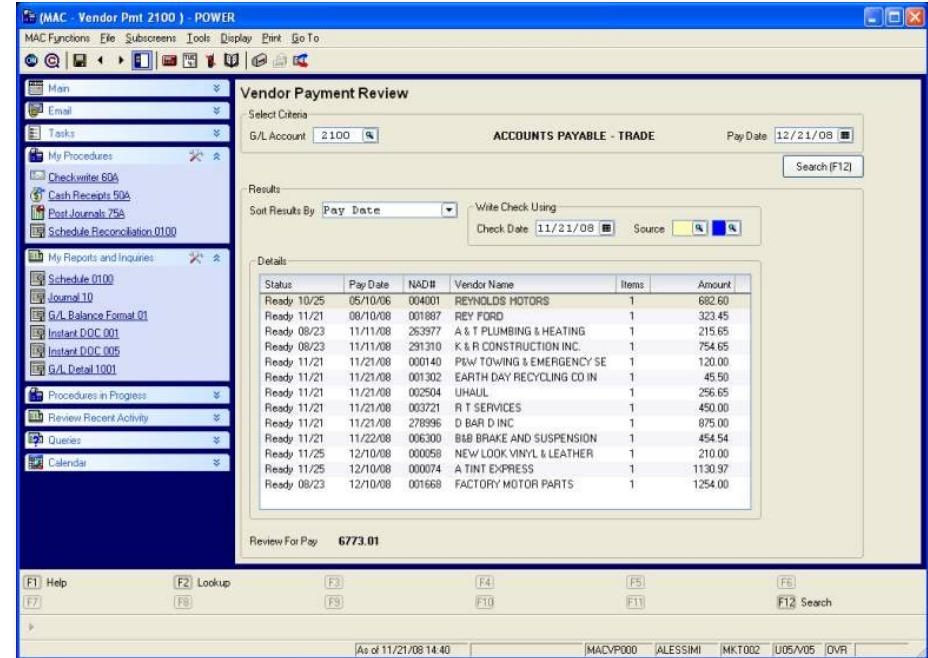 (MAC - Vendor Pmt 2100 ) - POWER
MAC Functions File Subscreens Tools Display Print Go To
Main
Email
Tasks
My Procedures
Checkwriter 60A
Cash Receipts 50A
Post Journals 75A
Schedule Reconciliation 0100
My Reports and Inquiries
Schedule 0100
Journal 10
G/L Balance Format 01
Instant DOC 001
Instant DOC 005
G/L Detail 1001
Procedures in Progress
Review Recent Activity
Queries
Calendar
Vendor Payment Review
Select Criteria
G/L Account 2100 ACCOUNTS PAYABLE - TRADE Pay Date 12/21/08
Search (F12)
Results
Sort Results By Pay Date
Write Check Using
Check Date 11/21/08 Source
Details
Status Pay Date NAD# Vendor Name Items Amount
Ready 10/25 05/10/06 004001 REYNOLDS MOTORS 1 682.60
Ready 11/21 08/10/08 001887 REY FORD 1 323.45
Ready 08/23 11/11/08 263977 A & T PLUMBING & HEATING 1 215.65
Ready 08/23 11/11/08 291310 K & R CONSTRUCTION INC. 1 754.65
Ready 11/21 11/21/08 000140 P&W TOWING & EMERGENCY SE 1 120.00
Ready 11/21 11/21/08 001302 EARTH DAY RECYCLING CO IN 1 45.50
Ready 11/21 11/21/08 002504 UHAUL 1 256.65
Ready 11/21 11/21/08 003721 R T SERVICES 1 450.00
Ready 11/21 11/21/08 278996 D BAR D INC 1 875.00
Ready 11/21 11/22/08 006300 B&B BRAKE AND SUSPENSION 1 454.54
Ready 11/25 12/10/08 000058 NEW LOOK VINYL & LEATHER 1 210.00
Ready 11/25 12/10/08 000074 A TINT EXPRESS 1 1130.97
Ready 08/23 12/10/08 001668 FACTORY MOTOR PARTS 1 1254.00
Review For Pay 6773.01
F1 Help F2 Lookup F3 F4 F5 F6
F7 F8 F9 F10 F11 F12 Search
As of 11/21/08 14:40 MACVP000 ALESSIMI MKT002 U05/V05 OVR